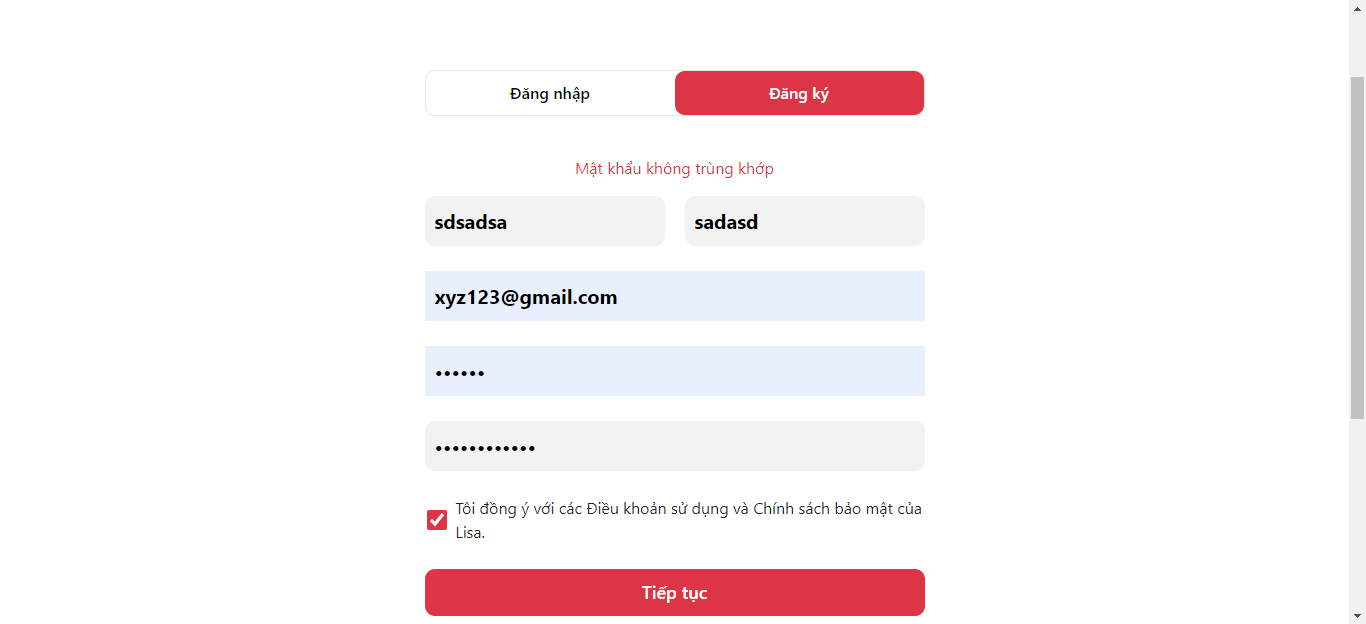 Đăng nhập
Đăng ký
Mật khẩu không trùng khớp
sdsadsa
sadasd
xyz123@gmail.com
••••••
••••••••••••
Tôi đồng ý với các Điều khoản sử dụng và Chính sách bảo mật của
Lisa.
Tiếp tục